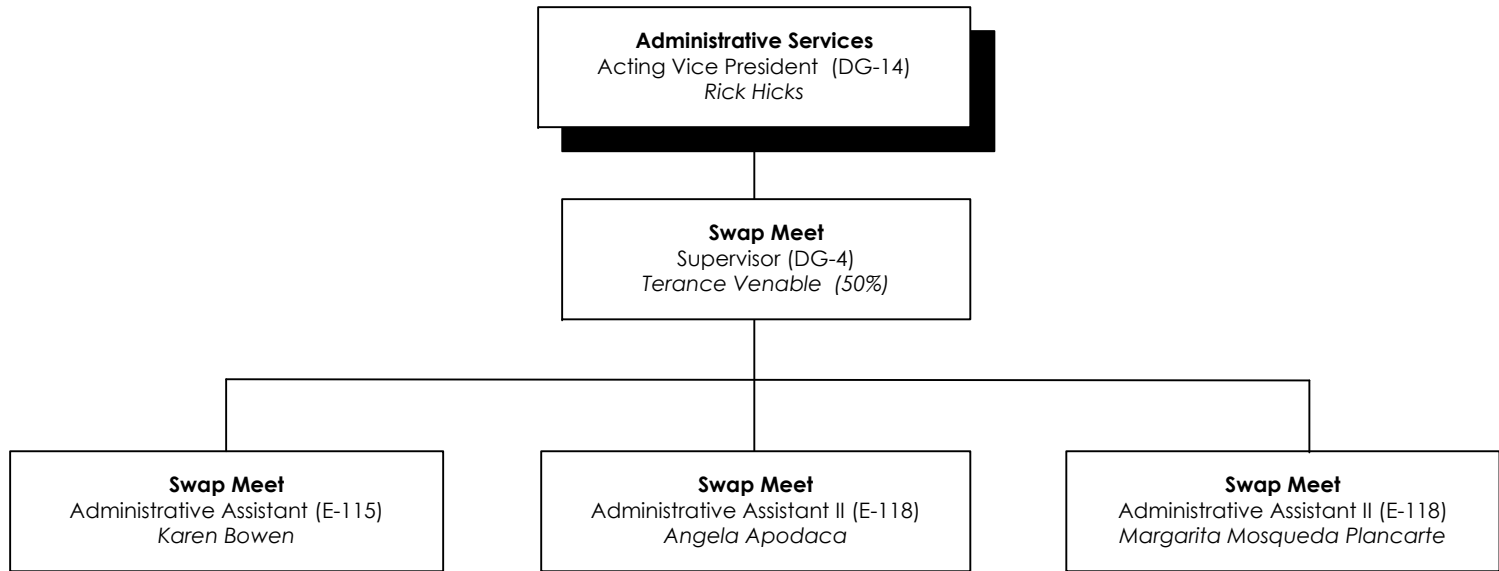 Administrative Services
Acting Vice President  (DG-14)
Rick Hicks
Swap Meet
Supervisor (DG-4)
Terance Venable  (50%)
Swap Meet
Administrative Assistant (E-115)
Karen Bowen
Swap Meet
Administrative Assistant II (E-118)
Angela Apodaca
Swap Meet
Administrative Assistant II (E-118)
Margarita Mosqueda Plancarte